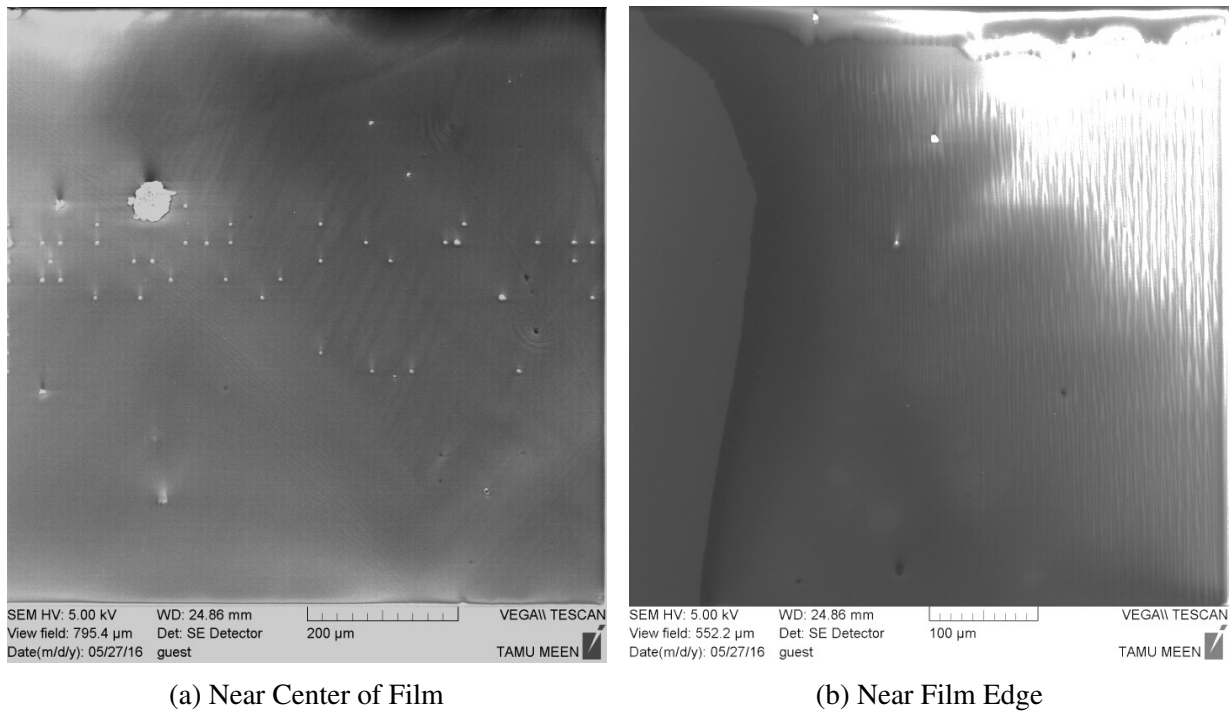 SEM HV: 5.00 kV WD: 24.86 mm VEGA\\ TESCAN
View field: 795.4 µm Det: SE Detector 200 µm
Date(m/d/y): 05/27/16 guest TAMU MEEN
SEM HV: 5.00 kV WD: 24.86 mm VEGA\\ TESCAN
View field: 552.2 µm Det: SE Detector 100 µm
Date(m/d/y): 05/27/16 guest TAMU MEEN
(a) Near Center of Film
(b) Near Film Edge